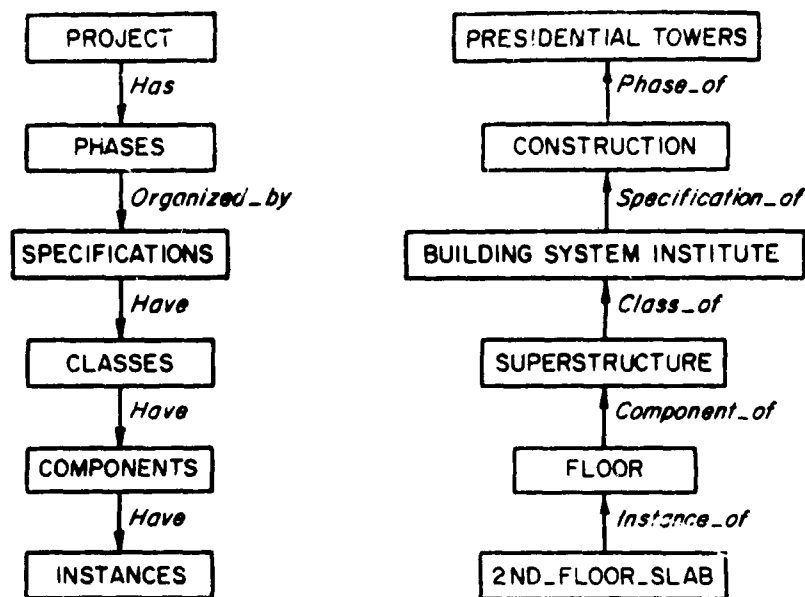 PROJECT
Has
PHASES
Organized_by
SPECIFICATIONS
Have
CLASSES
Have
COMPONENTS
Have
INSTANCES
PRESIDENTIAL TOWERS
Phase_of
CONSTRUCTION
Specification_of
BUILDING SYSTEM INSTITUTE
Class_of
SUPERSTRUCTURE
Component_of
FLOOR
Instance_of
2ND_FLOOR_SLAB